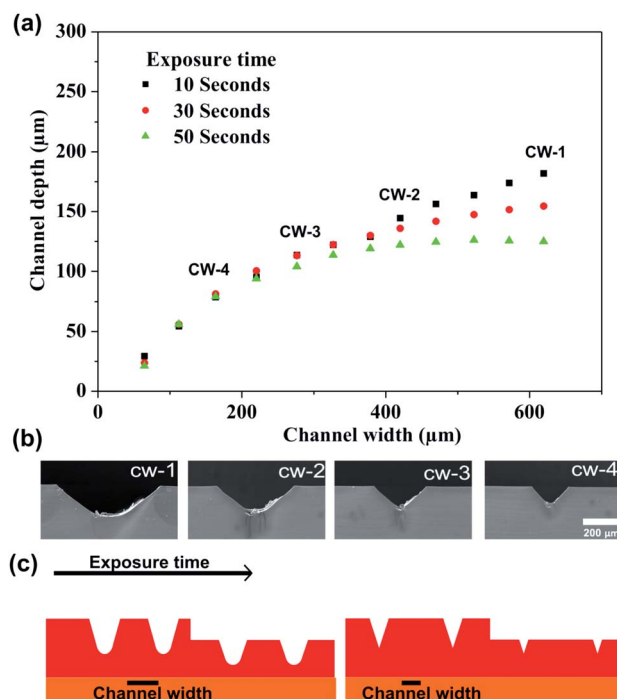 (a)
300
250
200
150
100
50
0
Channel depth (µm)
Exposure time
10 Seconds
30 Seconds
50 Seconds
CW-1
CW-2
CW-3
CW-4
0 200 400 600
Channel width (µm)
(b)
cw-1 cw-2 cw-3 cw-4
200 µm
(c)
Exposure time
Channel width Channel width